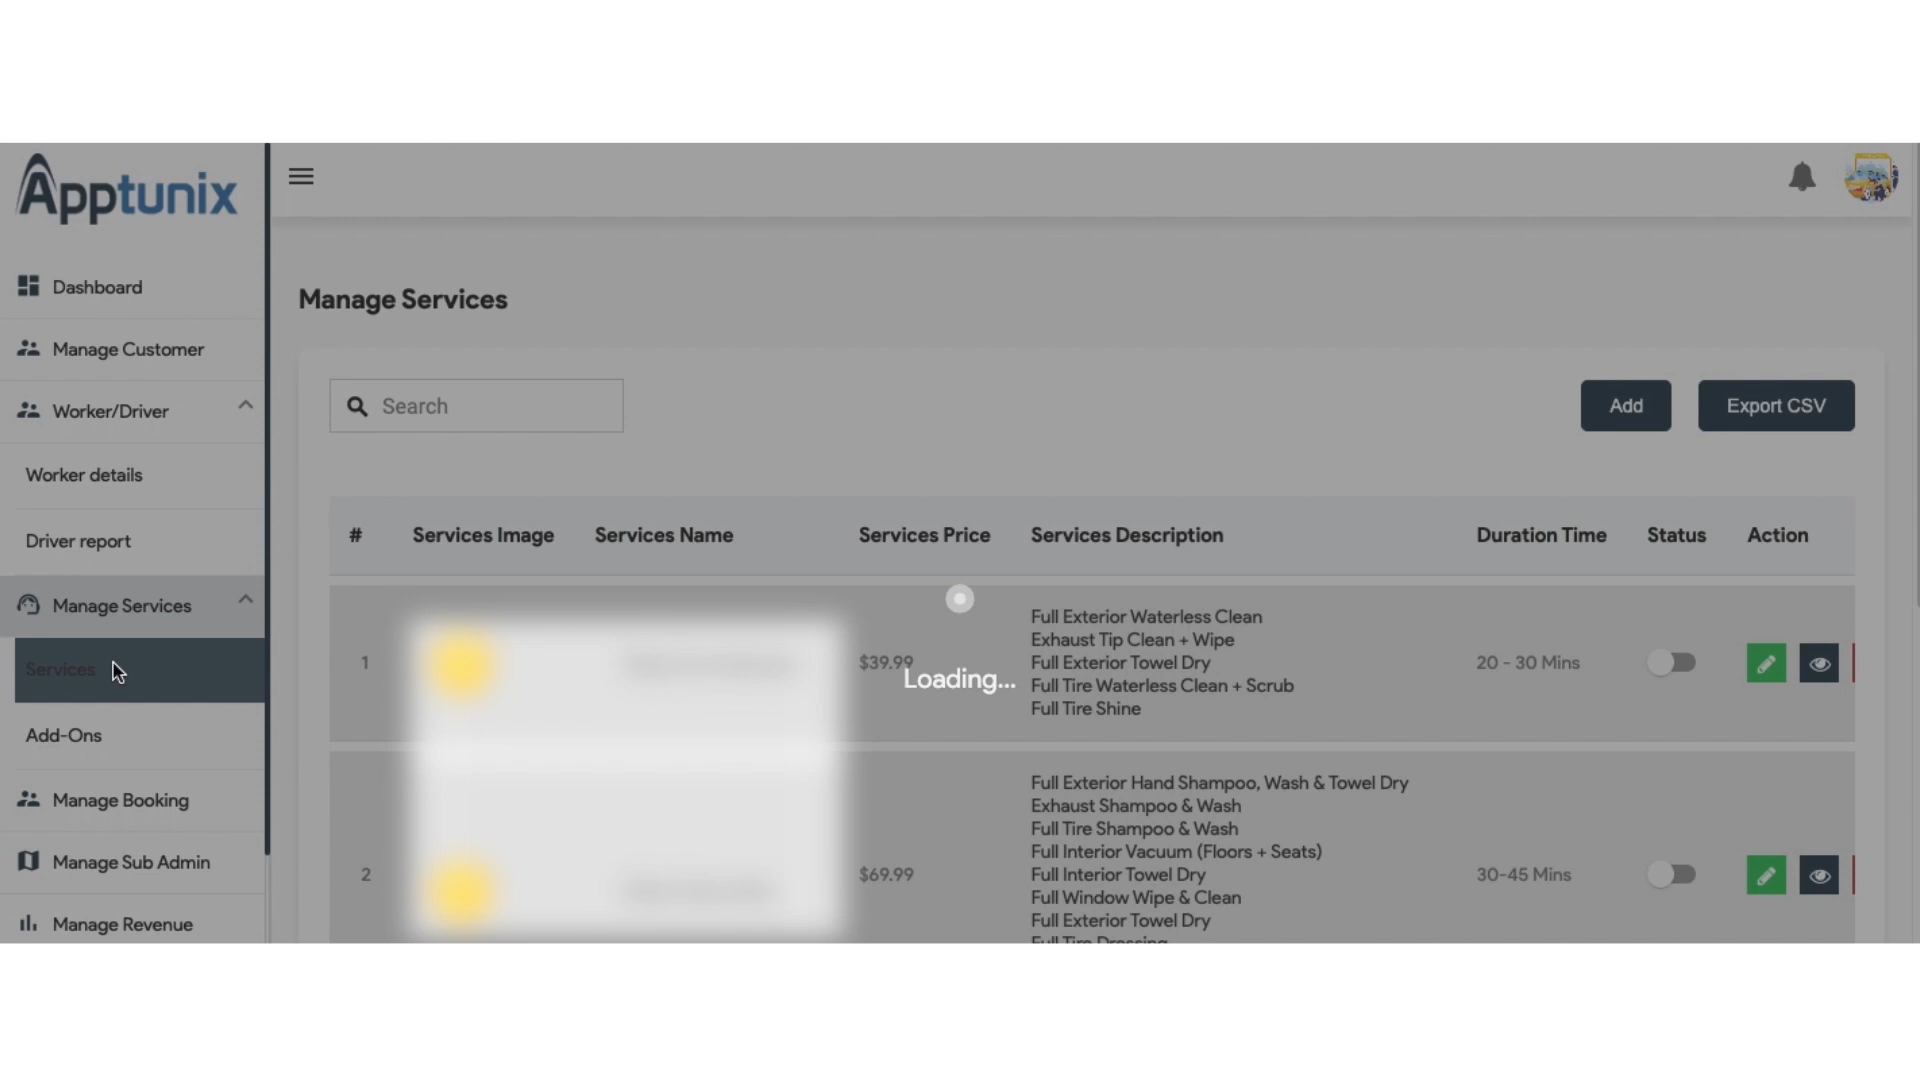 Apptunix
Dashboard
Manage Customer
Worker/Driver
Worker details
Driver report
Manage Services
Services
Add-Ons
Manage Booking
Manage Sub Admin
Manage Revenue
Manage Services
Search
Add
Export CSV
# Services Image Services Name Services Price Services Description Duration Time Status Action
1
$39.99
Full Exterior Waterless Clean
Exhaust Tip Clean + Wipe
Full Exterior Towel Dry
Full Tire Waterless Clean + Scrub
Full Tire Shine
20 - 30 Mins
Loading...
2
$69.99
Full Exterior Hand Shampoo, Wash & Towel Dry
Exhaust Shampoo & Wash
Full Tire Shampoo & Wash
Full Interior Vacuum (Floors + Seats)
Full Interior Towel Dry
Full Window Wipe & Clean
Full Exterior Towel Dry
Full Tire Dressing
30-45 Mins